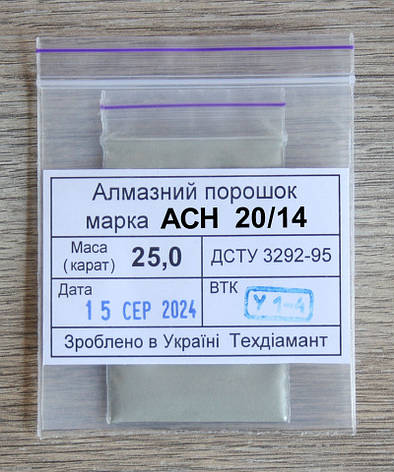 Алмазний порошок
марка АСН 20/14
Маса (карат) 25,0 ДСТУ 3292-95
Дата ВТК
15 СЕР 2024 У 1-4
Зроблено в Україні Техдіамант